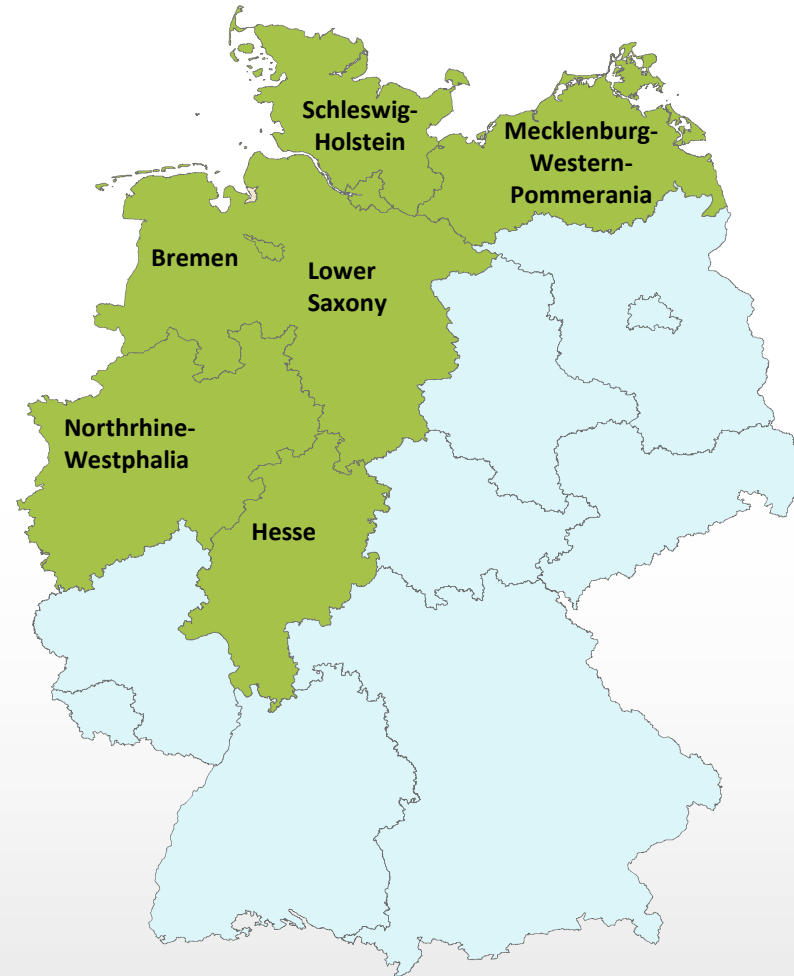 Schleswig-
Holstein
Mecklenburg-
Western-
Pommerania
Bremen
Lower
Saxony
Northrhine-
Westphalia
Hesse